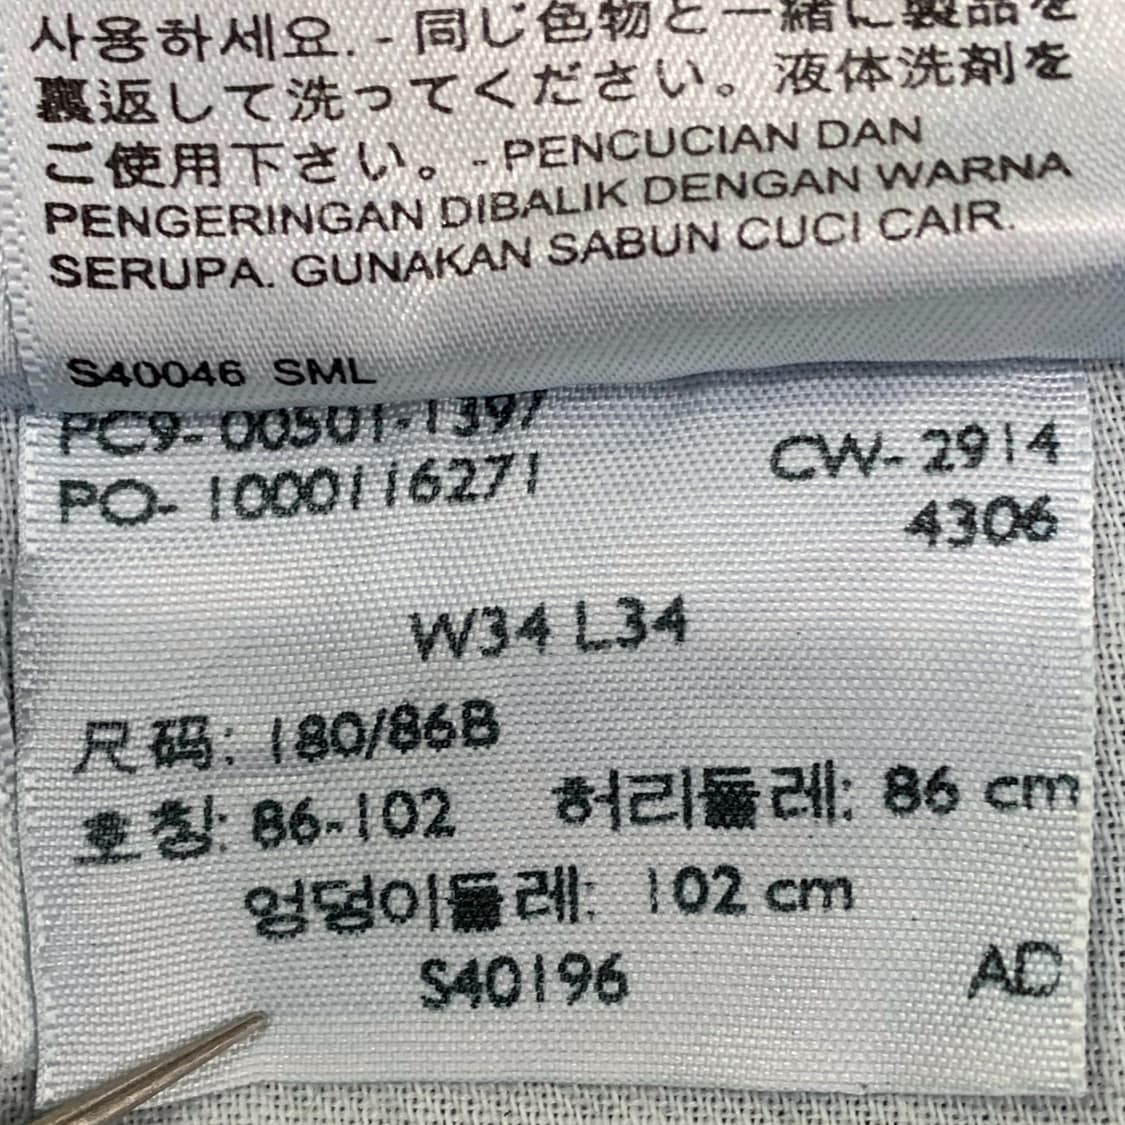 사용하세요. - 同じ色物と一緒に製品を
裏返して洗ってください。液体洗剤を
ご使用下さい。- PENCUCIAN DAN
PENGERINGAN DIBALIK DENGAN WARNA
SERUPA. GUNAKAN SABUN CUCI CAIR.
S40046 SML
PC9- 00501-1397
PO- 1000116271
CW- 2914
4306
W34 L34
尺码: 180/86B
호칭: 86-102 허리둘레: 86 cm
엉덩이둘레: 102 cm
S40196 AD